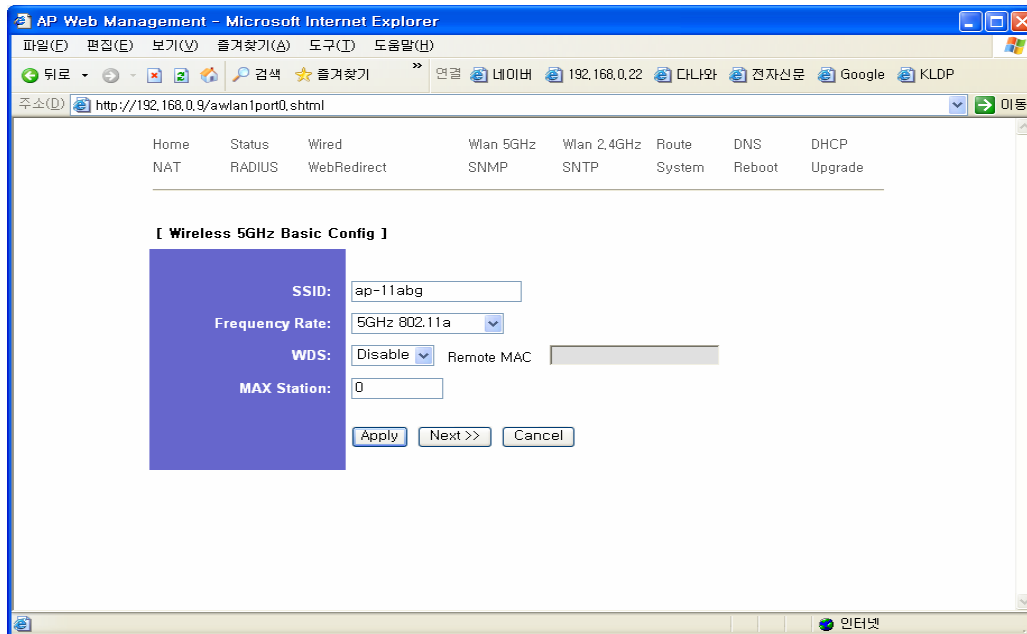 AP Web Management - Microsoft Internet Explorer
파일(F) 편집(E) 보기(V) 즐겨찾기(A) 도구(T) 도움말(H)
뒤로 검색 즐겨찾기 » 연결 네이버 192.168.0.22 다나와 전자신문 Google KLDP
주소(D) http://192.168.0.9/awlan1port0.shtml 이동
Home Status Wired Wlan 5GHz Wlan 2.4GHz Route DNS DHCP
NAT RADIUS WebRedirect SNMP SNTP System Reboot Upgrade
[ Wireless 5GHz Basic Config ]
SSID: ap-11abg
Frequency Rate: 5GHz 802.11a
WDS: Disable Remote MAC
MAX Station: 0
Apply Next >> Cancel
인터넷